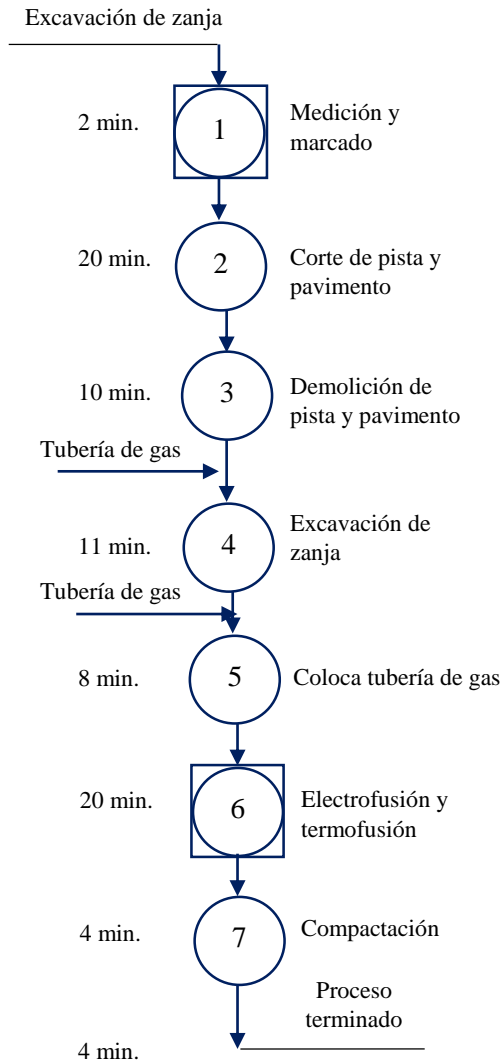 Excavación de zanja
2 min.
1
Medición y
marcado
20 min.
2
Corte de pista y
pavimento
10 min.
3
Demolición de
pista y pavimento
Tubería de gas
11 min.
4
Excavación de
zanja
Tubería de gas
8 min.
5
Coloca tubería de gas
20 min.
6
Electrofusión y
termofusión
4 min.
7
Compactación
Proceso
terminado
4 min.